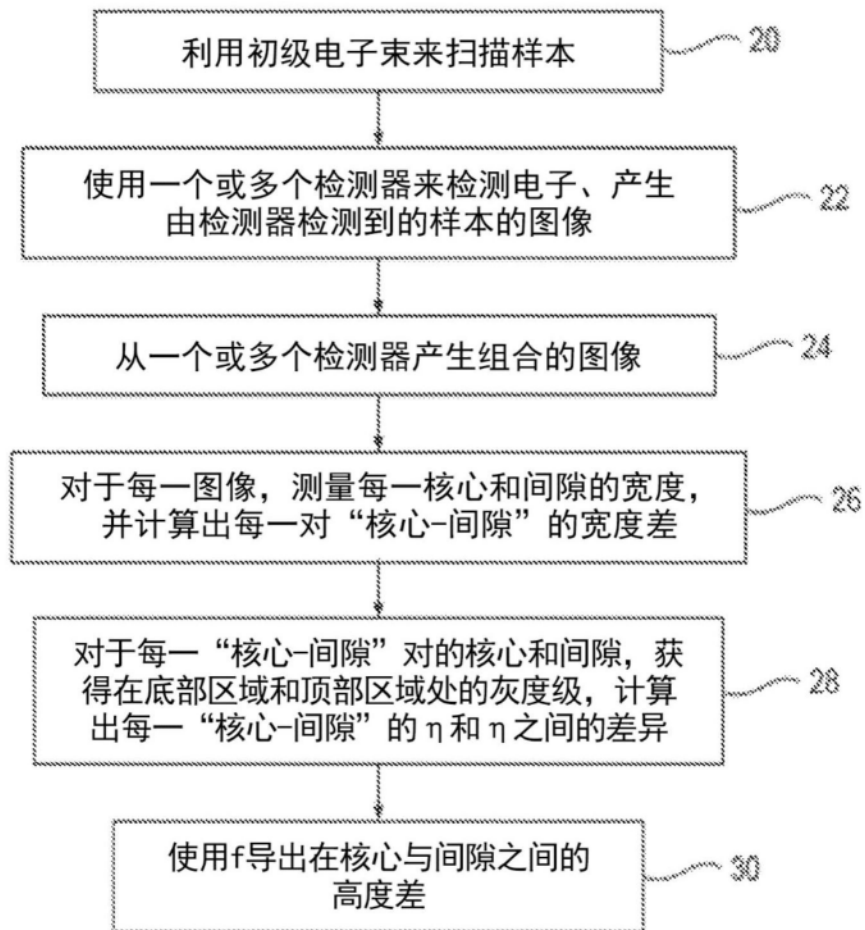 利用初级电子束来扫描样本
20
使用一个或多个检测器来检测电子、产生
由检测器检测到的样本的图像
22
从一个或多个检测器产生组合的图像
24
对于每一图像，测量每一核心和间隙的宽度，
并计算出每一对“核心-间隙”的宽度差
26
对于每一“核心-间隙”对的核心和间隙，获
得在底部区域和顶部区域处的灰度级，计算
出每一“核心-间隙”的η和η之间的差异
28
使用f导出在核心与间隙之间的
高度差
30